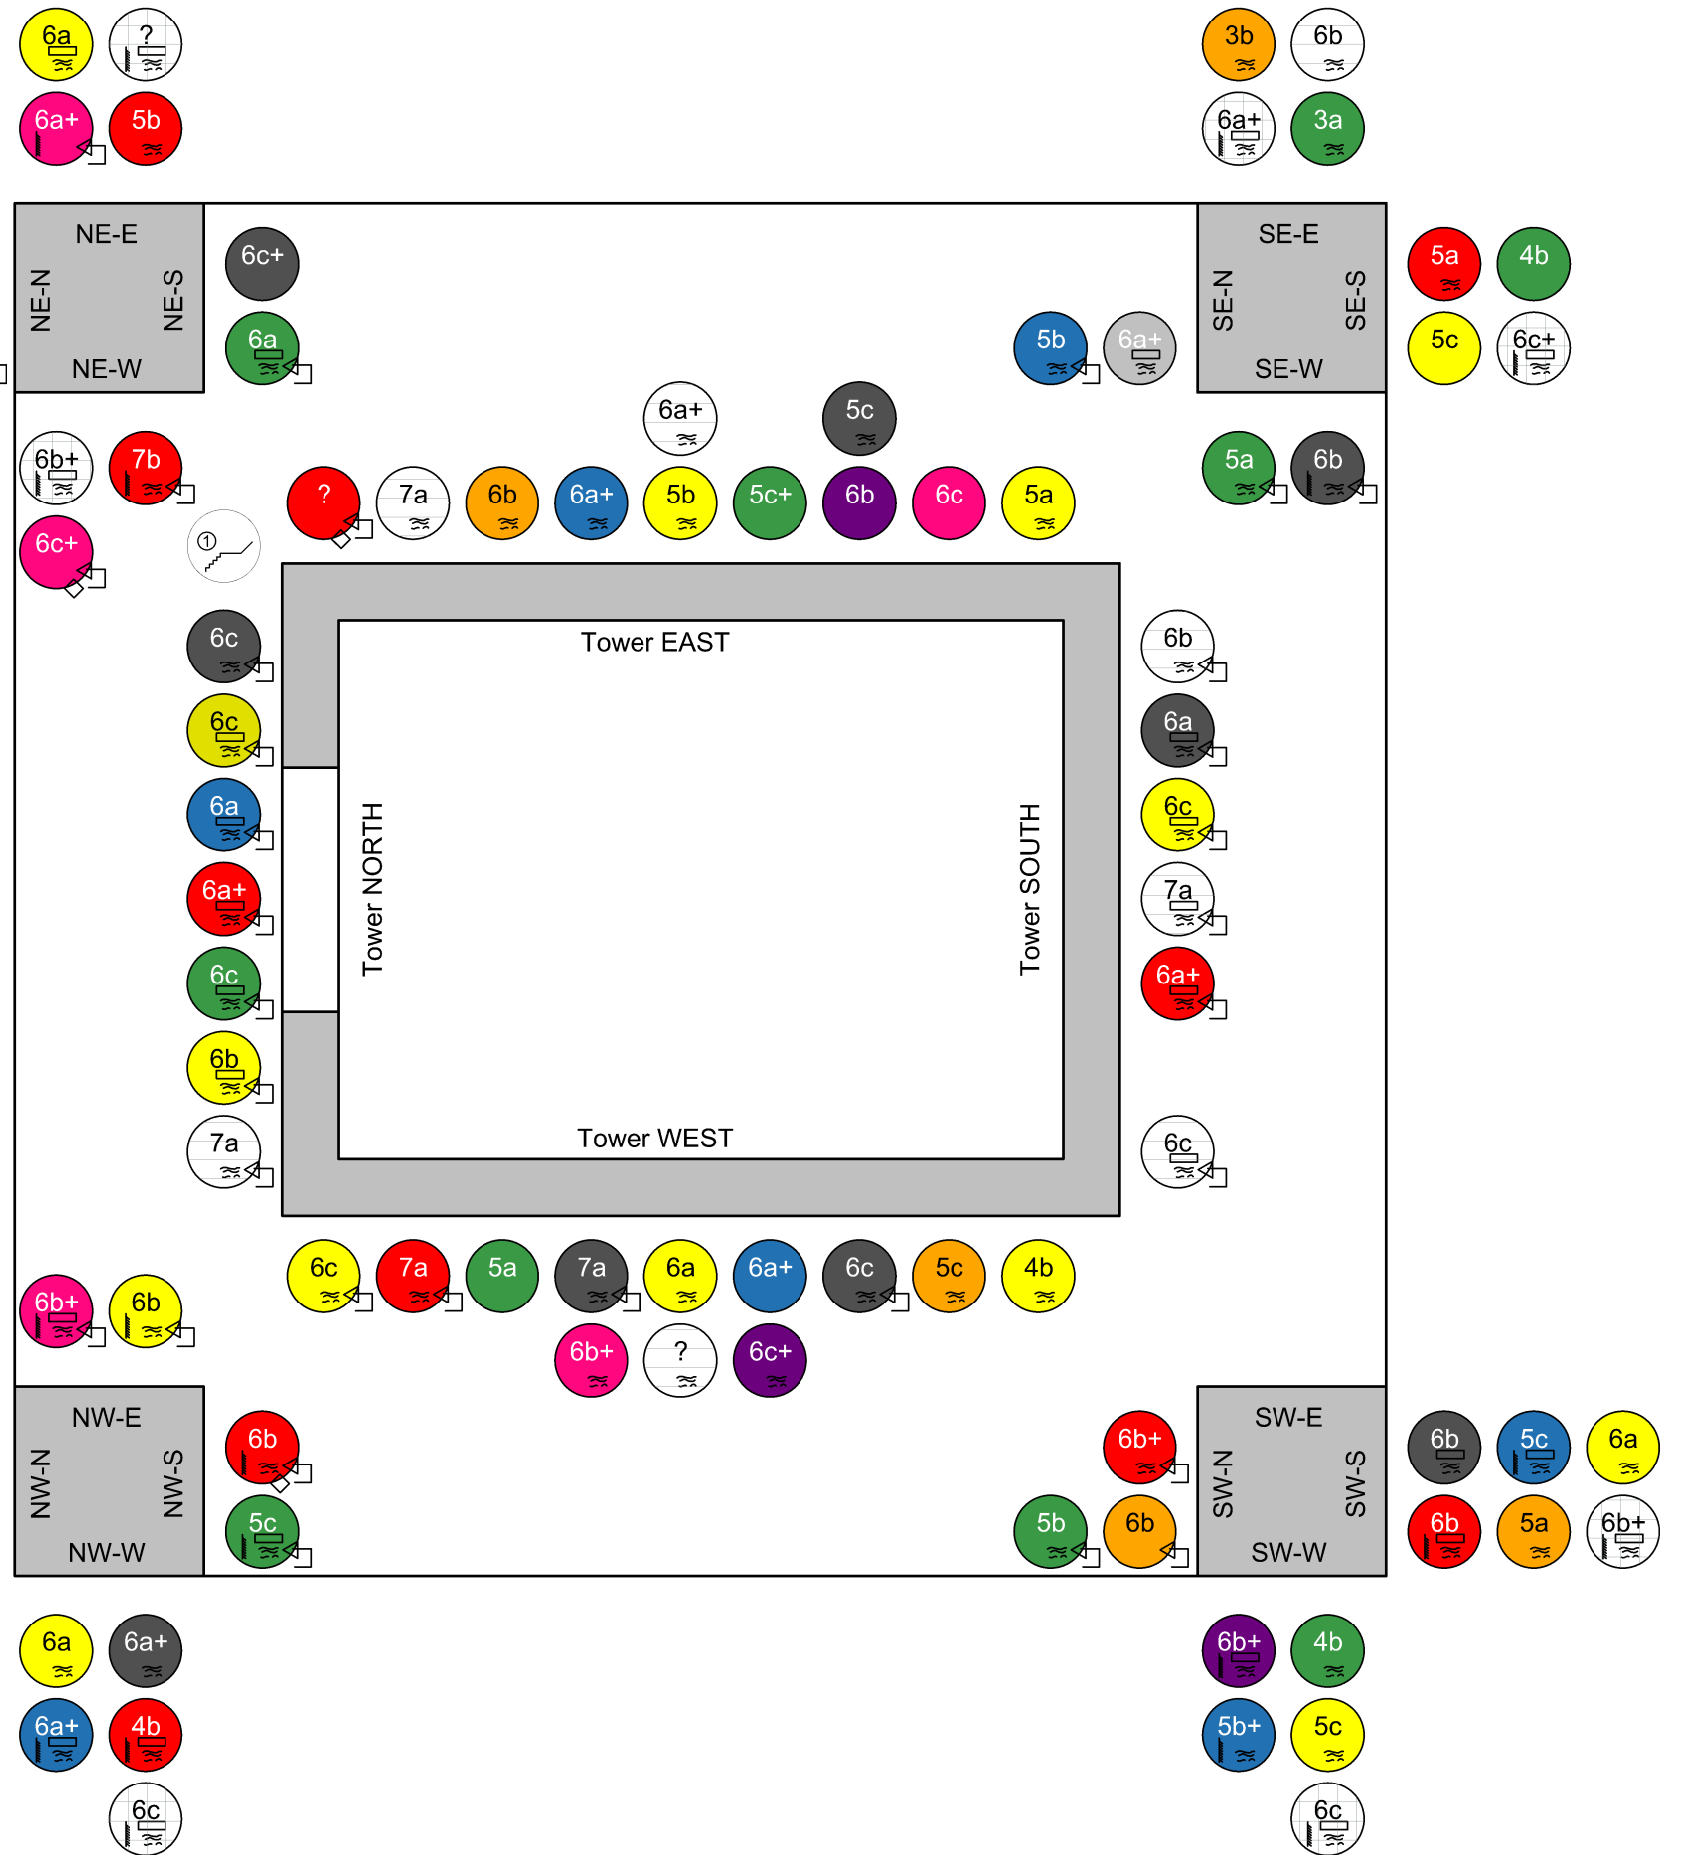 6a ? 3b 6b
6a+ 5b 6a+ 3a
NE-E 6c+ SE-E 5a 4b
NE-N NE-S SE-N SE-S
6a 5b 6a+ 5c 6c+
NE-W SE-W
6a+ 5c
6b+ 7b 5a 6b
? 7a 6b 6a+ 5b 5c+ 6b 6c 5a
6c+ 1
6c Tower EAST 6b
6c 6a
6a 6c
Tower NORTH Tower SOUTH
6a+ 7a
6c 6a+
6b
7a Tower WEST 6c
6c 7a 5a 7a 6a 6a+ 6c 5c 4b
6b+ 6b
6b+ ? 6c+
NW-E 6b 6b+ SW-E 6b 5c 6a
NW-N NW-S SW-N SW-S
5c 5b 6b 6b 5a 6b+
NW-W SW-W
6a 6a+ 6b+ 4b
6a+ 4b 5b+ 5c
6c 6c